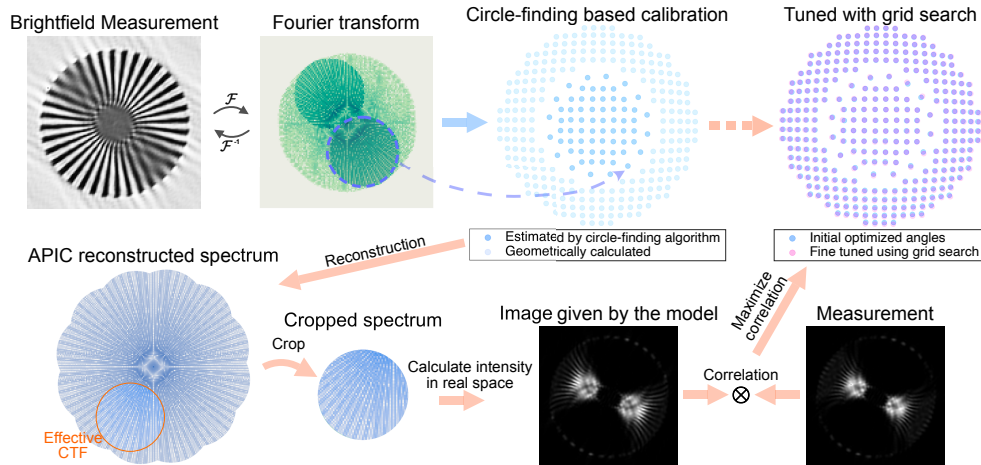 Brightfield Measurement
Fourier transform
Circle-finding based calibration
Tuned with grid search
ℱ
ℱ⁻¹
Estimated by circle-finding algorithm
Geometrically calculated
Initial optimized angles
Fine tuned using grid search
Reconstruction
APIC reconstructed spectrum
Maximize
correlation
Cropped spectrum
Image given by the model
Measurement
Crop
Calculate intensity
in real space
Correlation
Effective
CTF